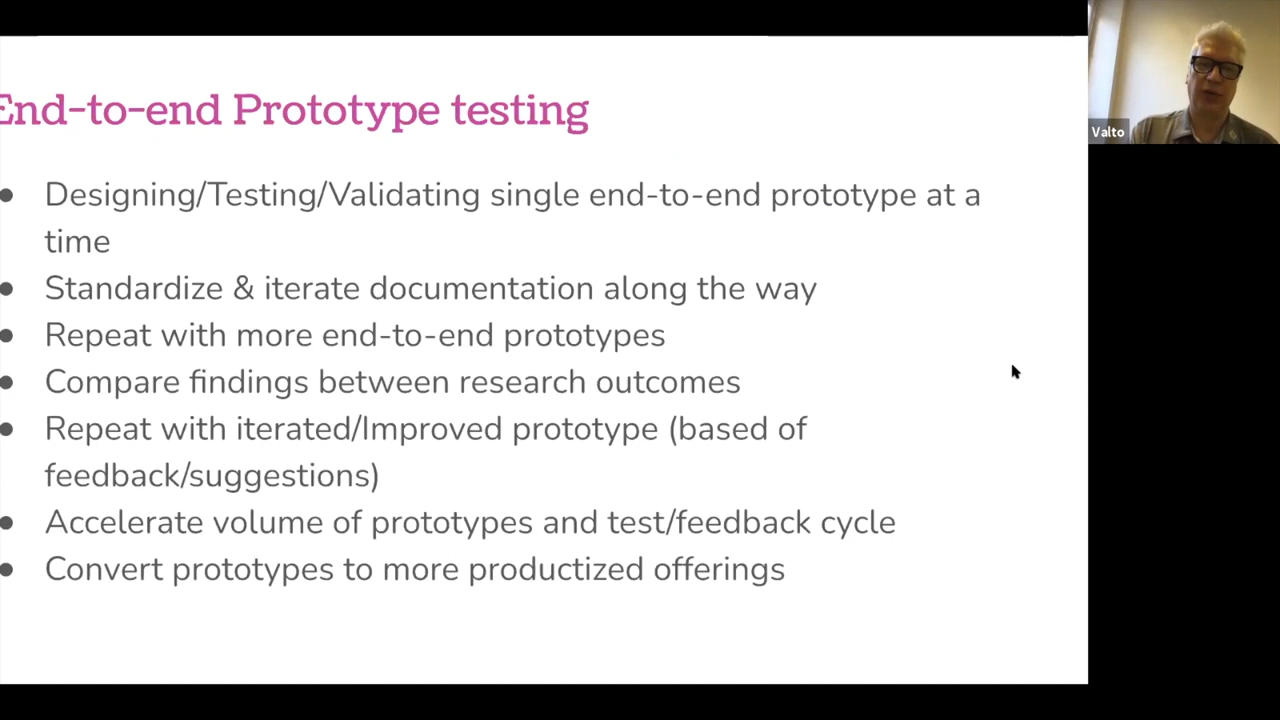 End-to-end Prototype testing
● Designing/Testing/Validating single end-to-end prototype at a
time
● Standardize & iterate documentation along the way
● Repeat with more end-to-end prototypes
● Compare findings between research outcomes
● Repeat with iterated/Improved prototype (based of
feedback/suggestions)
● Accelerate volume of prototypes and test/feedback cycle
● Convert prototypes to more productized offerings
Valto